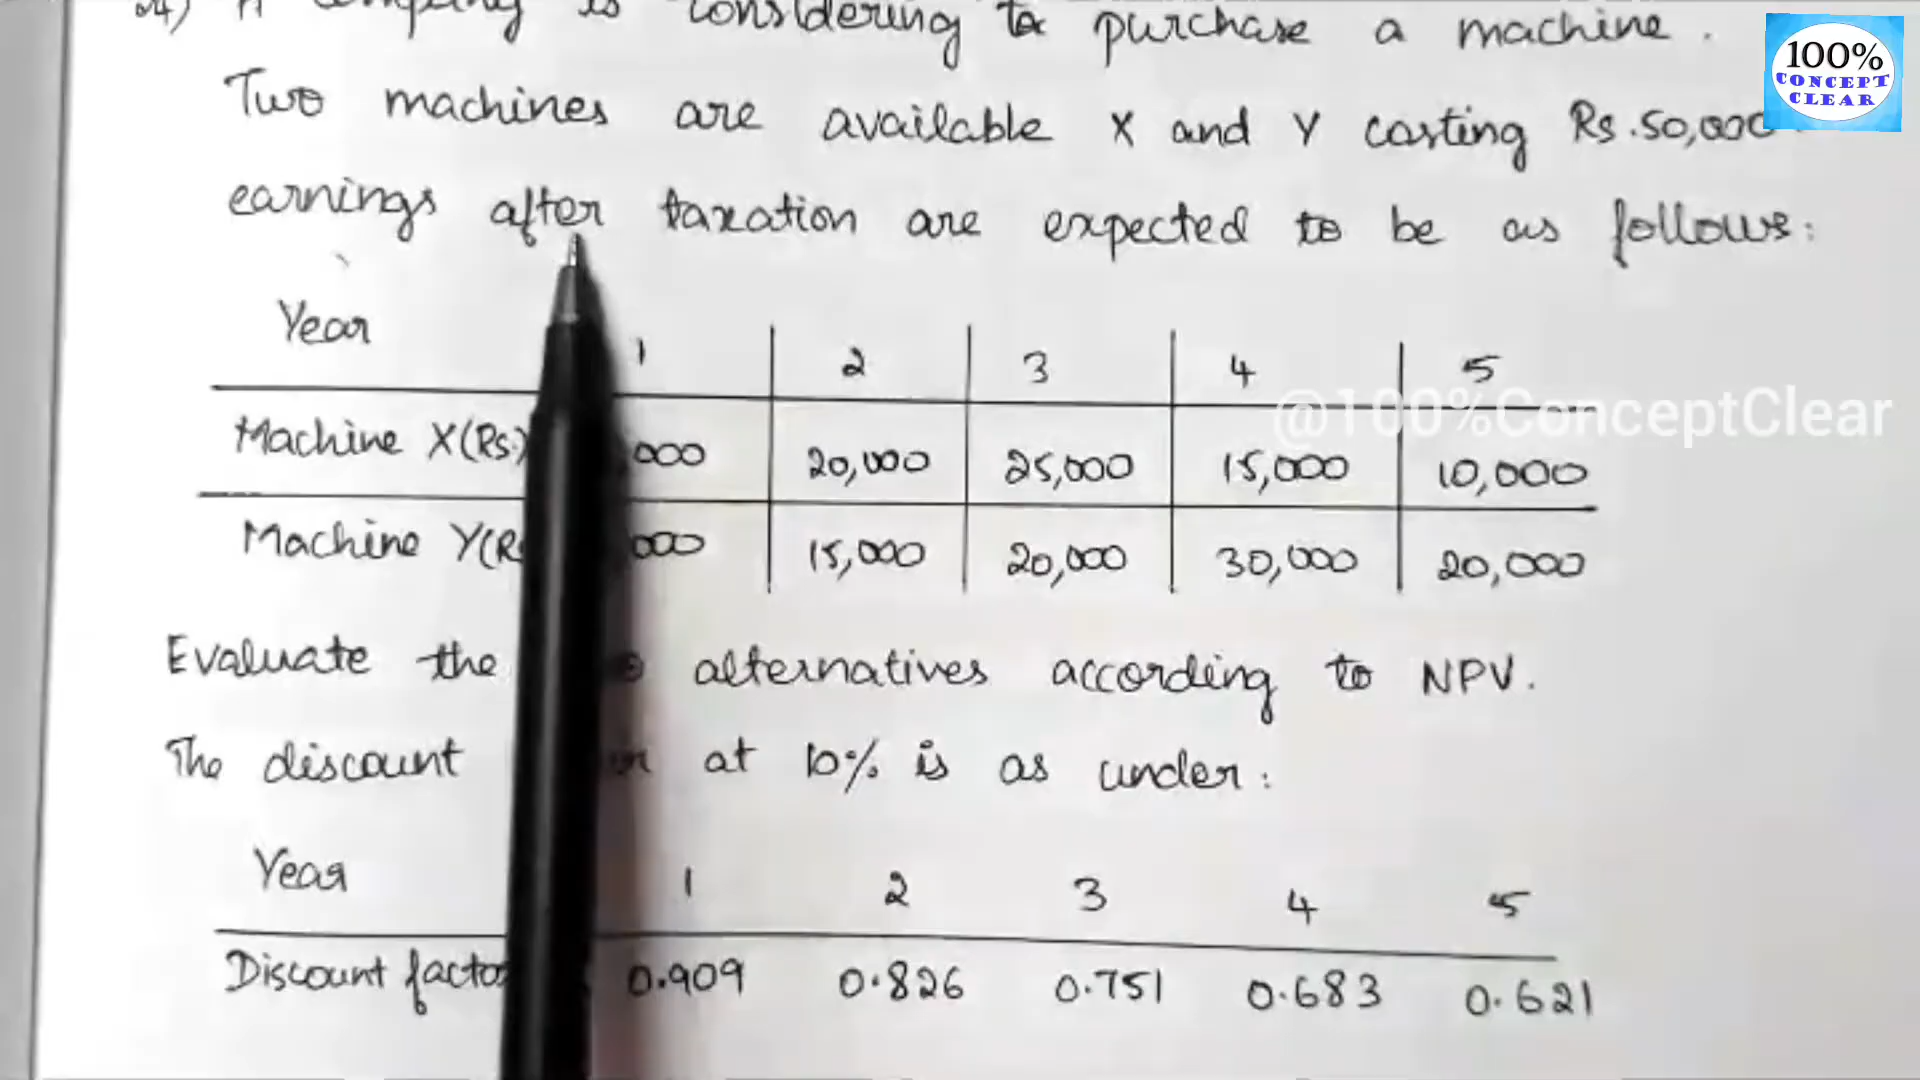 is considering to purchase a machine.
100%
CONCEPT
CLEAR
Two machines are available X and Y costing Rs.50,000
earnings after taxation are expected to be as follows:
Year 1 2 3 4 5
@100%ConceptClear
Machine X(Rs.) ,000 20,000 25,000 15,000 10,000
Machine Y(Rs ,000 15,000 20,000 30,000 20,000
Evaluate the alternatives according to NPV.
The discount at 10% is as under:
Year 1 2 3 4 5
Discount factor 0.909 0.826 0.751 0.683 0.621